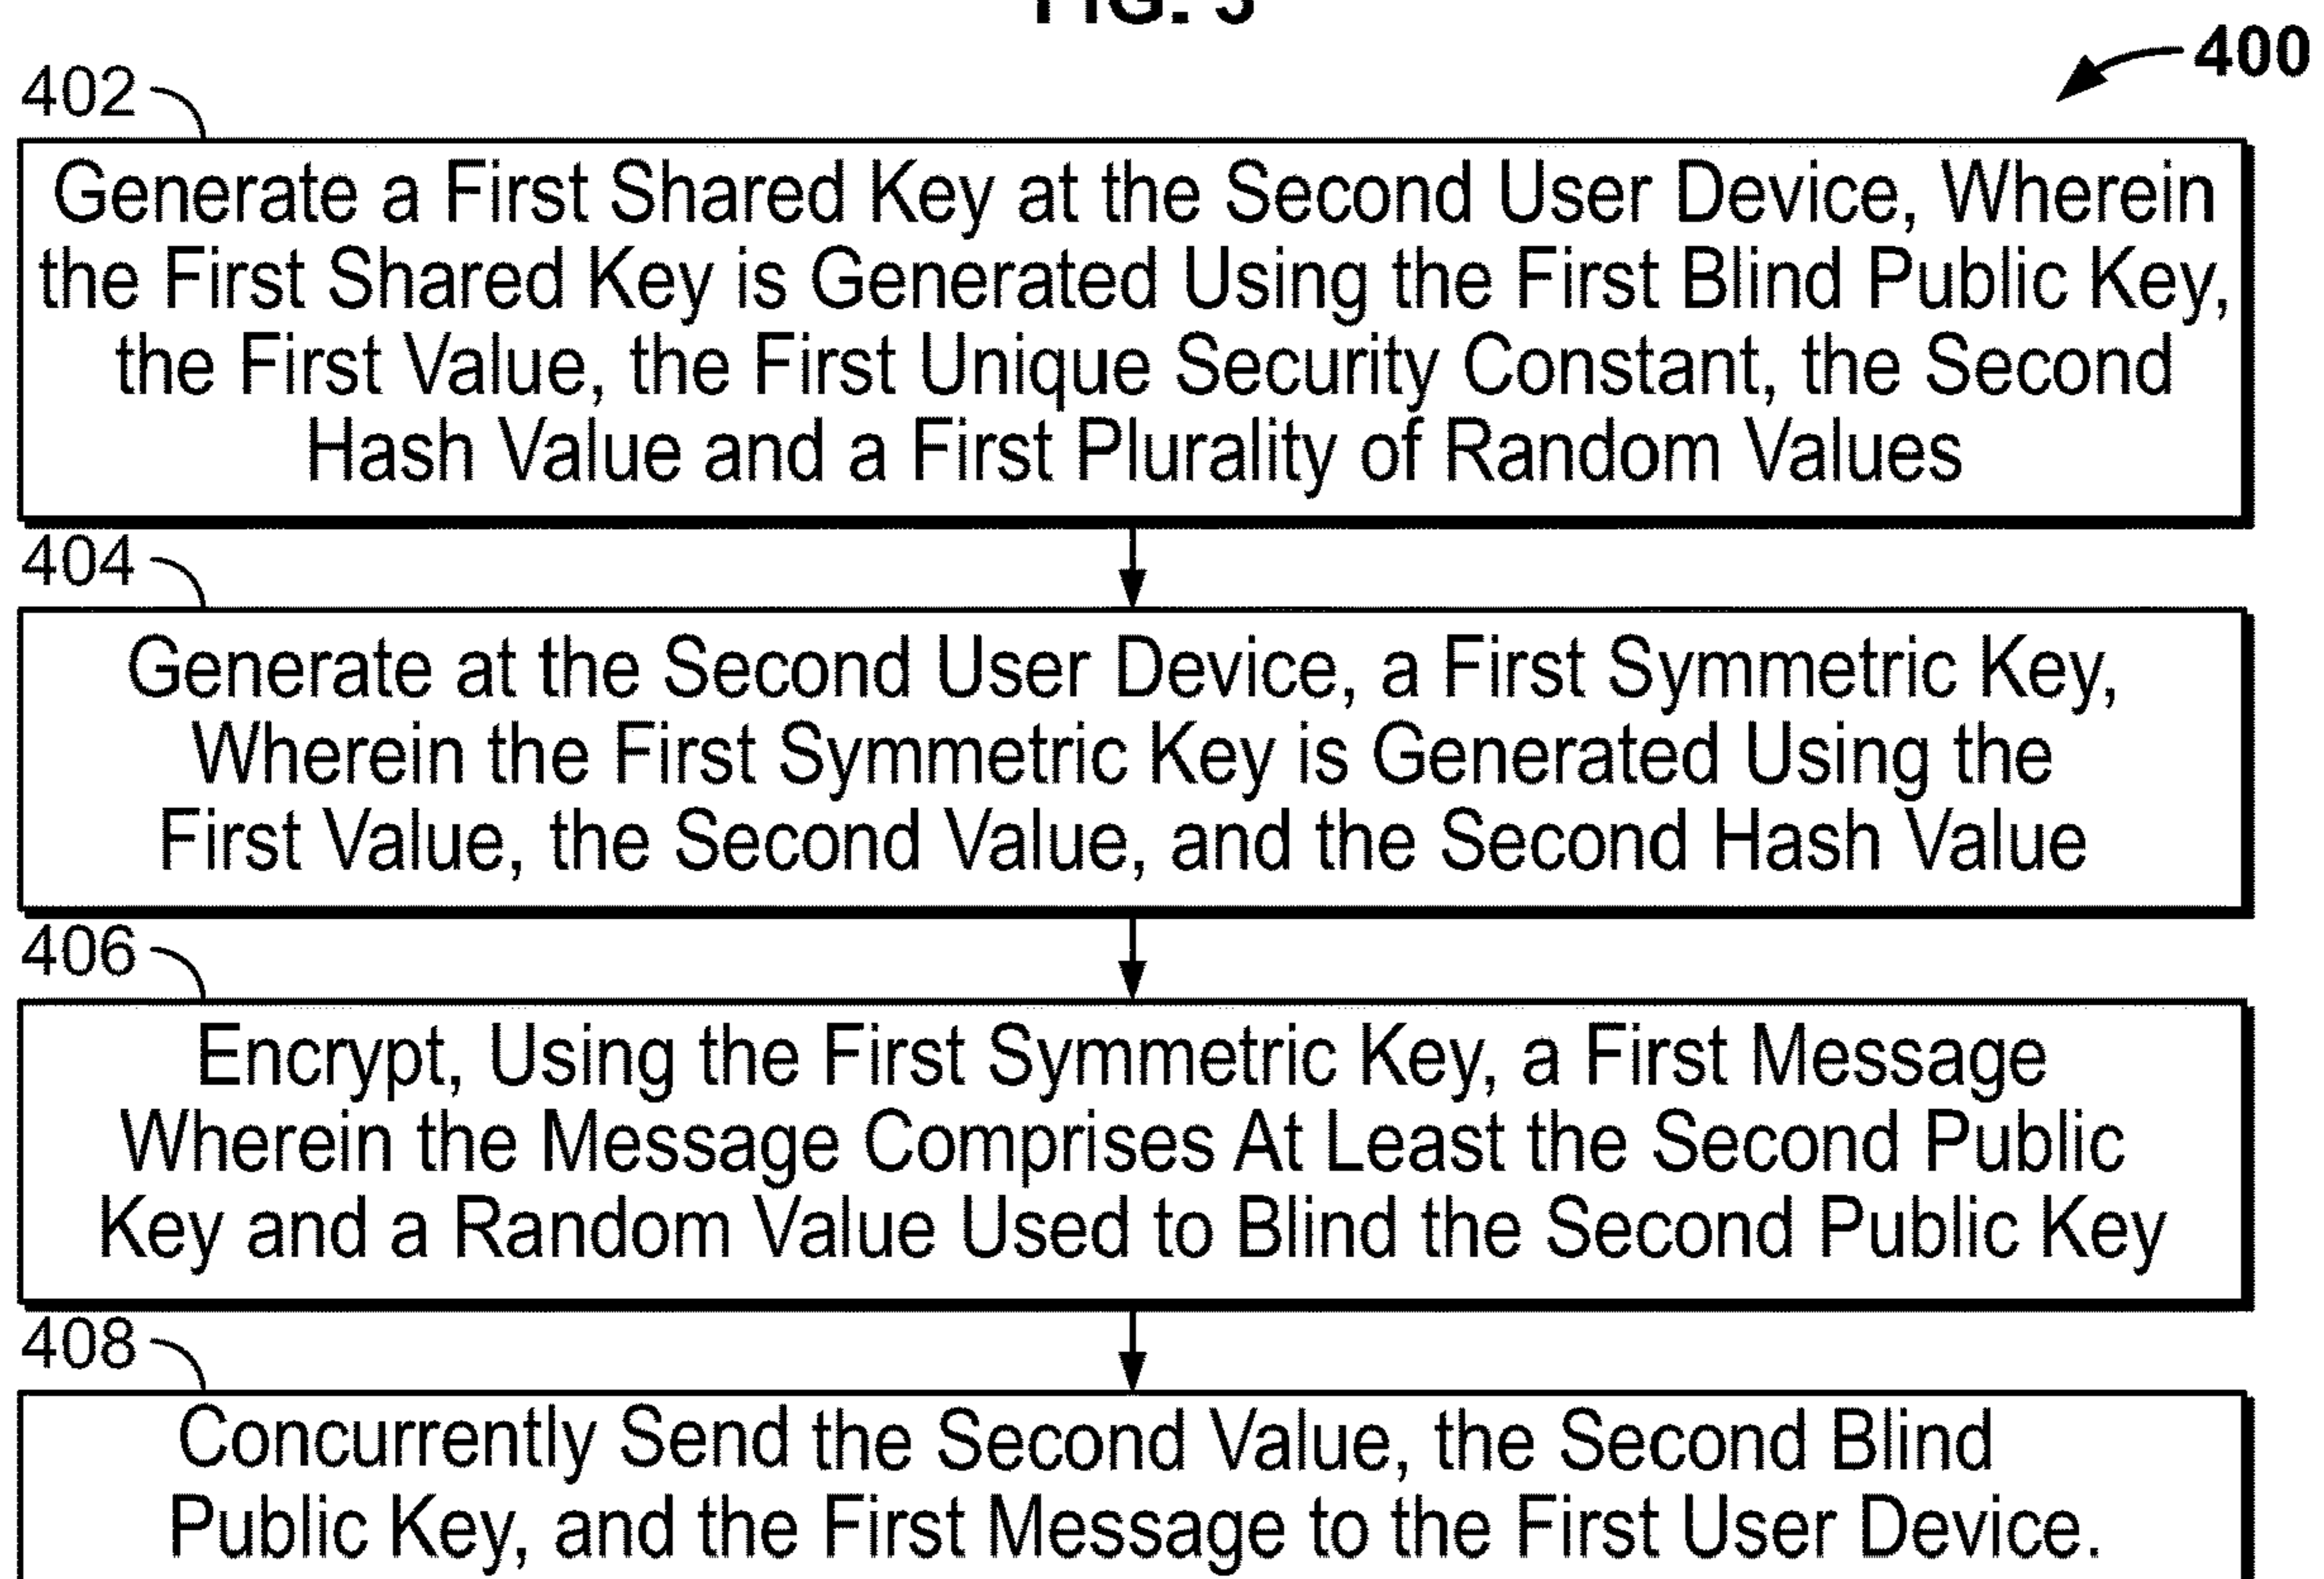 FIG. 3
400
402
Generate a First Shared Key at the Second User Device, Wherein
the First Shared Key is Generated Using the First Blind Public Key,
the First Value, the First Unique Security Constant, the Second
Hash Value and a First Plurality of Random Values
404
Generate at the Second User Device, a First Symmetric Key,
Wherein the First Symmetric Key is Generated Using the
First Value, the Second Value, and the Second Hash Value
406
Encrypt, Using the First Symmetric Key, a First Message
Wherein the Message Comprises At Least the Second Public
Key and a Random Value Used to Blind the Second Public Key
408
Concurrently Send the Second Value, the Second Blind
Public Key, and the First Message to the First User Device.